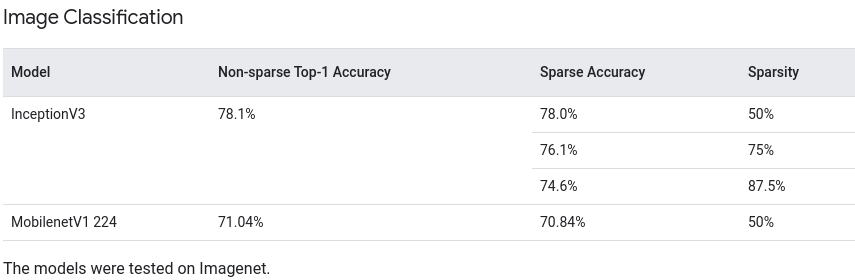 Image Classification
Model Non-sparse Top-1 Accuracy Sparse Accuracy Sparsity
InceptionV3 78.1% 78.0% 50%
76.1% 75%
74.6% 87.5%
MobilenetV1 224 71.04% 70.84% 50%
The models were tested on Imagenet.